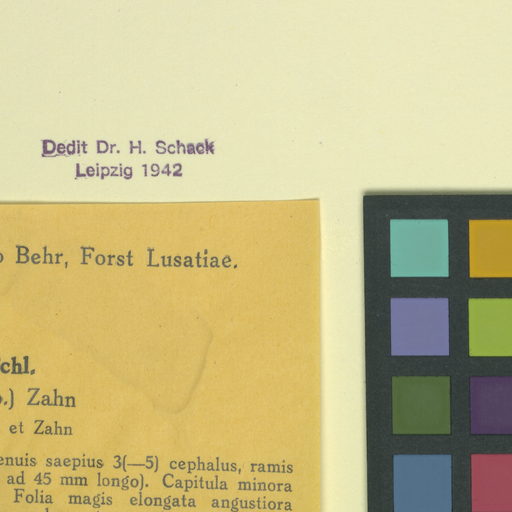 Dedit Dr. H. Schack
Leipzig 1942
Behr, Forst Lusatiae.
chl.
.) Zahn
et Zahn
enuis saepius 3(—5) cephalus, ramis
ad 45 mm longo). Capitula minora
Folia magis elongata angustiora